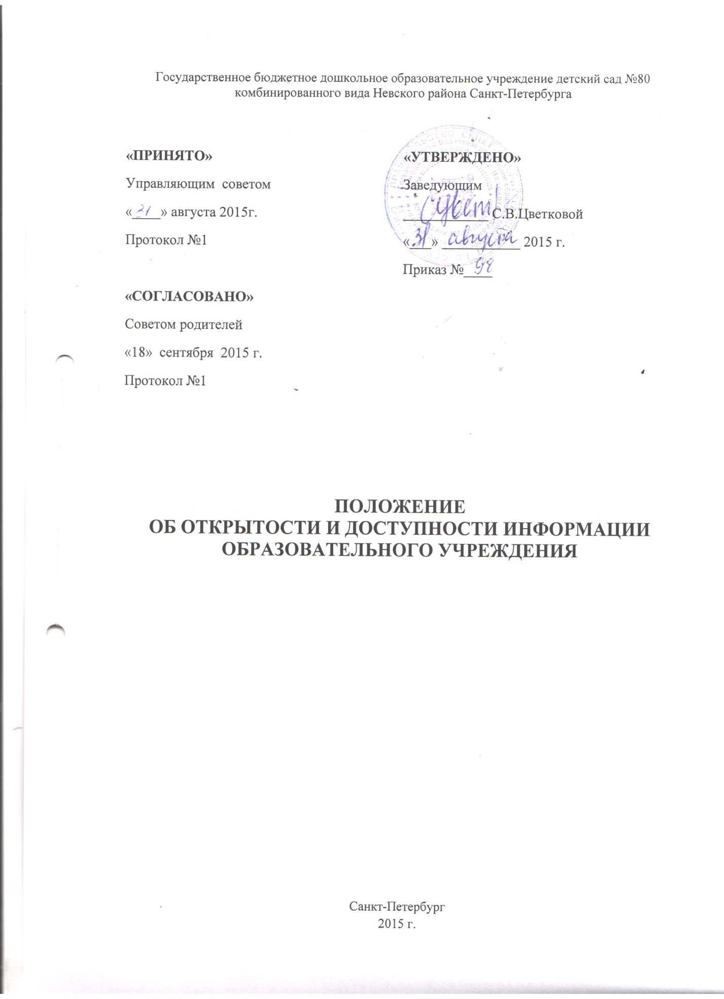 Государственное бюджетное дошкольное образовательное учреждение детский сад №80
комбинированного вида Невского района Санкт-Петербурга
«ПРИНЯТО»
Управляющим советом
«31» августа 2015г.
Протокол №1
«УТВЕРЖДЕНО»
Заведующим
С.В.Цветковой
«31» августа 2015 г.
Приказ № 98
«СОГЛАСОВАНО»
Советом родителей
«18» сентября 2015 г.
Протокол №1
ПОЛОЖЕНИЕ
ОБ ОТКРЫТОСТИ И ДОСТУПНОСТИ ИНФОРМАЦИИ
ОБРАЗОВАТЕЛЬНОГО УЧРЕЖДЕНИЯ
Санкт-Петербург
2015 г.